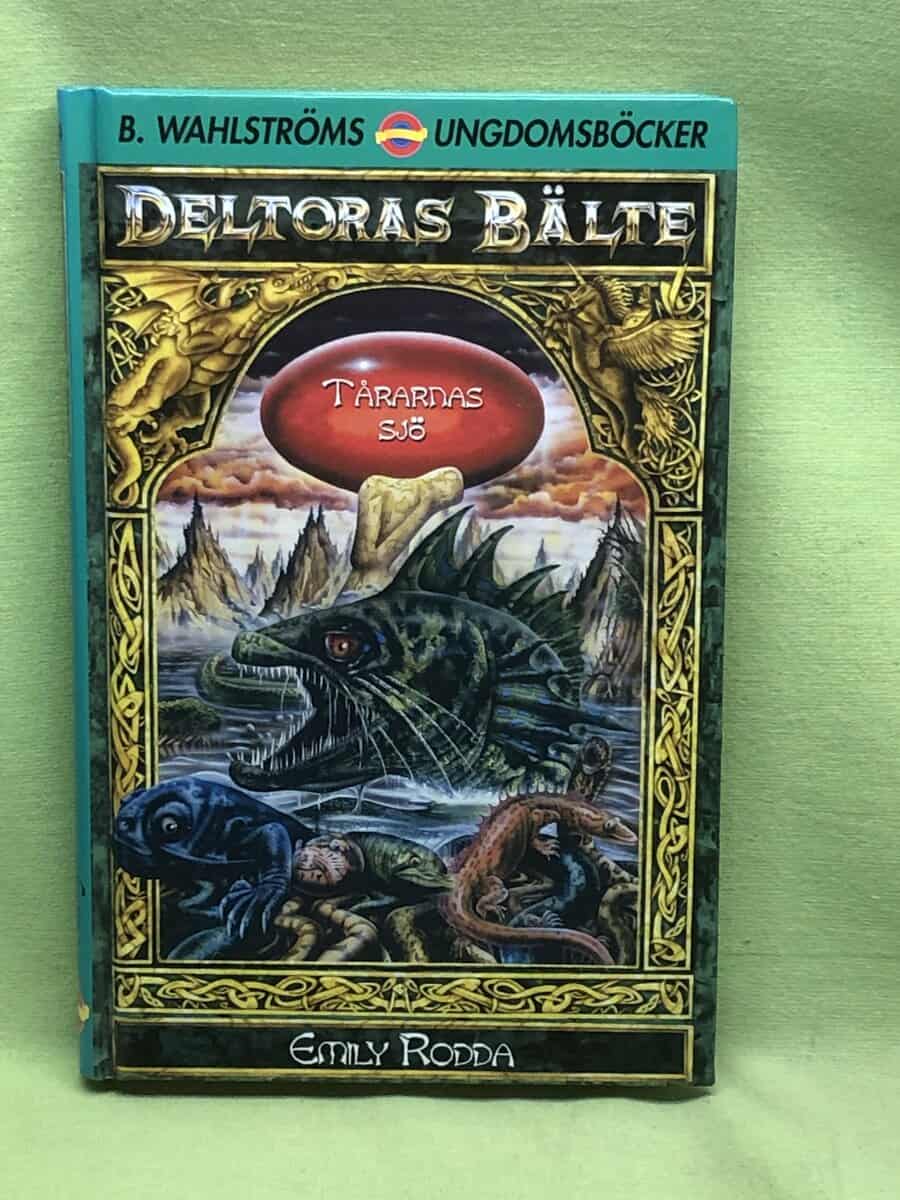 B. WAHLSTRÖMS UNGDOMSBÖCKER
DELTORAS BÄLTE
TÅRARNAS
SJÖ
EMILY RODDA